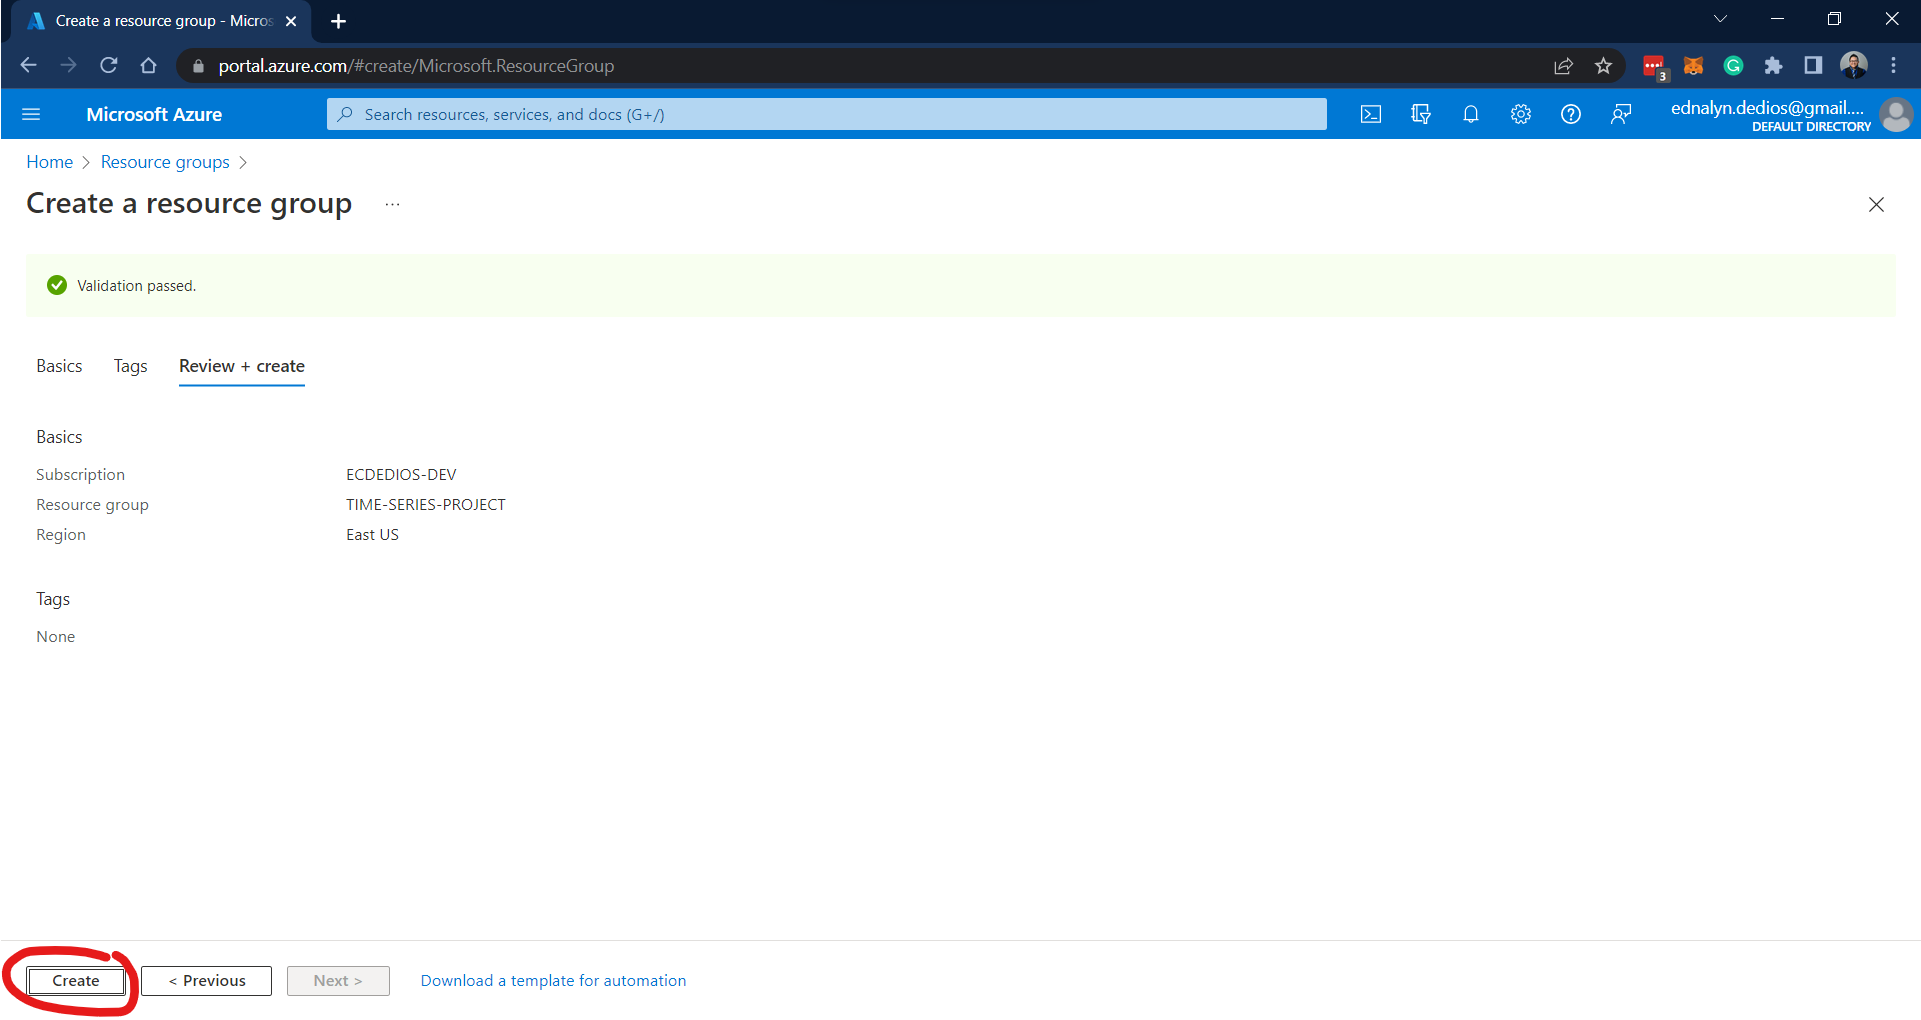 Create a resource group - Micros
portal.azure.com/#create/Microsoft.ResourceGroup
3
Microsoft Azure
Search resources, services, and docs (G+/)
ednalyn.dedios@gmail....
DEFAULT DIRECTORY
Home > Resource groups >
Create a resource group ...
Validation passed.
Basics Tags Review + create
Basics
Subscription ECDEDIOS-DEV
Resource group TIME-SERIES-PROJECT
Region East US
Tags
None
Create < Previous Next > Download a template for automation